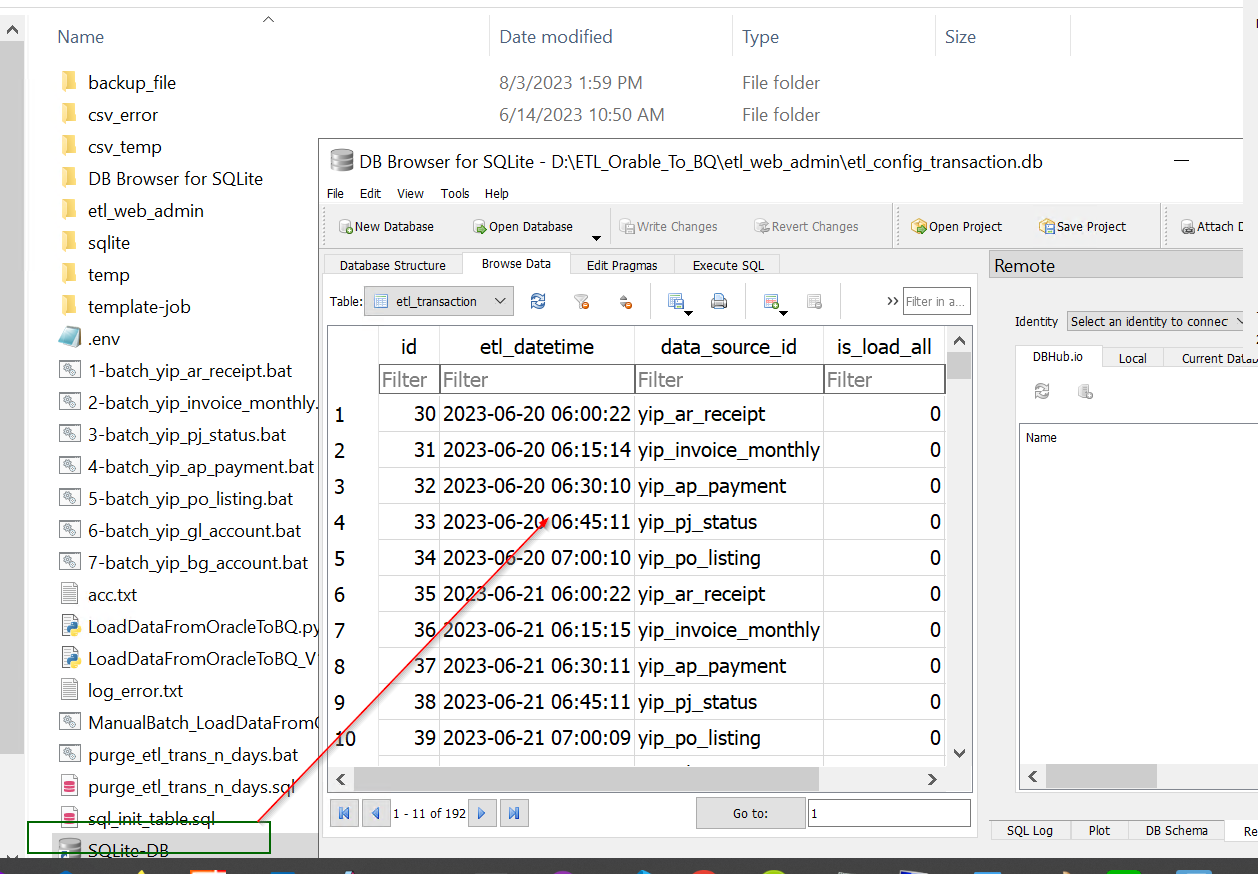 Name Date modified Type Size
backup_file 8/3/2023 1:59 PM File folder
csv_error 6/14/2023 10:50 AM File folder
csv_temp
DB Browser for SQLite
etl_web_admin
sqlite
temp
template-job
.env
1-batch_yip_ar_receipt.bat
2-batch_yip_invoice_monthly.
3-batch_yip_pj_status.bat
4-batch_yip_ap_payment.bat
5-batch_yip_po_listing.bat
6-batch_yip_gl_account.bat
7-batch_yip_bg_account.bat
acc.txt
LoadDataFromOracleToBQ.py
LoadDataFromOracleToBQ_V
log_error.txt
ManualBatch_LoadDataFromO
purge_etl_trans_n_days.bat
purge_etl_trans_n_days.sql
sql_init_table.sql
SQLite-DB
DB Browser for SQLite - D:\ETL_Orable_To_BQ\etl_web_admin\etl_config_transaction.db
File Edit View Tools Help
New Database Open Database Write Changes Revert Changes Open Project Save Project Attach D
Database Structure Browse Data Edit Pragmas Execute SQL
Table: etl_transaction Filter in a...
id etl_datetime data_source_id is_load_all
Filter Filter Filter Filter
1 30 2023-06-20 06:00:22 yip_ar_receipt 0
2 31 2023-06-20 06:15:14 yip_invoice_monthly 0
3 32 2023-06-20 06:30:10 yip_ap_payment 0
4 33 2023-06-20 06:45:11 yip_pj_status 0
5 34 2023-06-20 07:00:10 yip_po_listing 0
6 35 2023-06-21 06:00:22 yip_ar_receipt 0
7 36 2023-06-21 06:15:15 yip_invoice_monthly 0
8 37 2023-06-21 06:30:11 yip_ap_payment 0
9 38 2023-06-21 06:45:11 yip_pj_status 0
10 39 2023-06-21 07:00:09 yip_po_listing 0
1 - 11 of 192 Go to: 1
Remote
Identity Select an identity to connec
DBHub.io Local Current Datab
Name
SQL Log Plot DB Schema Re